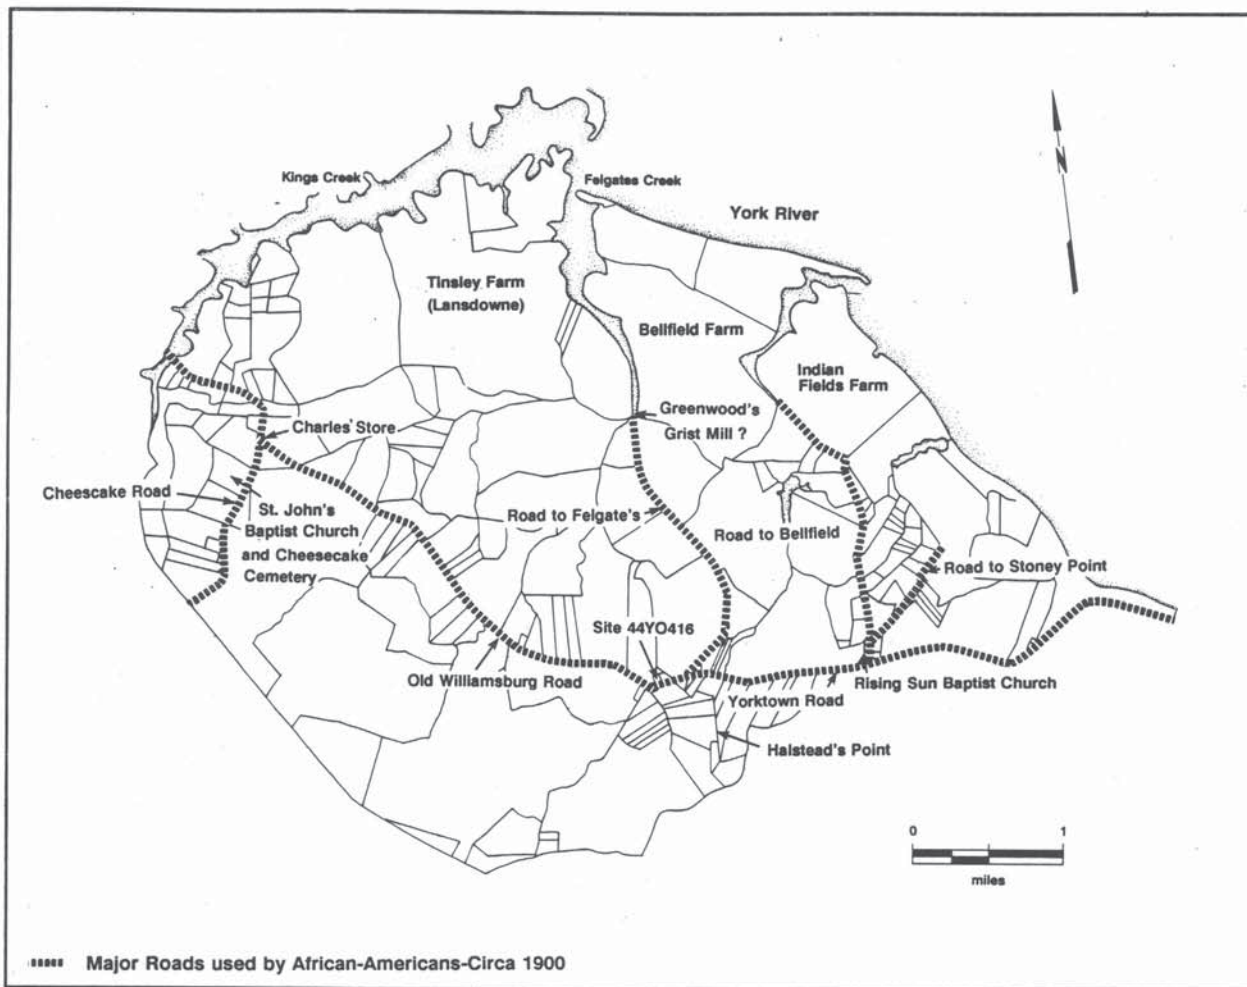 Kings Creek
Felgates Creek
York River
N
Tinsley Farm
(Lansdowne)
Bellfield Farm
Indian
Fields Farm
Greenwood's
Grist Mill ?
Charles' Store
Cheescake Road
St. John's
Baptist Church
and Cheesecake
Cemetery
Road to Felgate's
Road to Bellfield
Road to Stoney Point
Site 44YO416
Old Williamsburg Road
Rising Sun Baptist Church
Yorktown Road
Halstead's Point
0 1
miles
Major Roads used by African-Americans-Circa 1900